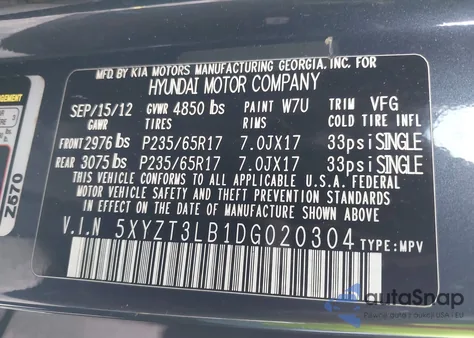 MFD.BY KIA MOTORS MANUFACTURING GEORGIA, INC. FOR
HYUNDAI MOTOR COMPANY
SEP/15/12 GVWR 4850 lbs PAINT W7U TRIM VFG
GAWR TIRES RIMS COLD TIRE INFL
FRONT 2976 lbs P235/65R17 7.0JX17 33psi SINGLE
REAR 3075 lbs P235/65R17 7.0JX17 33psi SINGLE
THIS VEHICLE CONFORMS TO ALL APPLICABLE U.S.A. FEDERAL
MOTOR VEHICLE SAFETY AND THEFT PREVENTION STANDARDS
IN EFFECT ON THE DATE OF MANUFACTURE SHOWN ABOVE.
V.I.N 5XYZT3LB1DG020304 TYPE:MPV
Z670
autoSnap